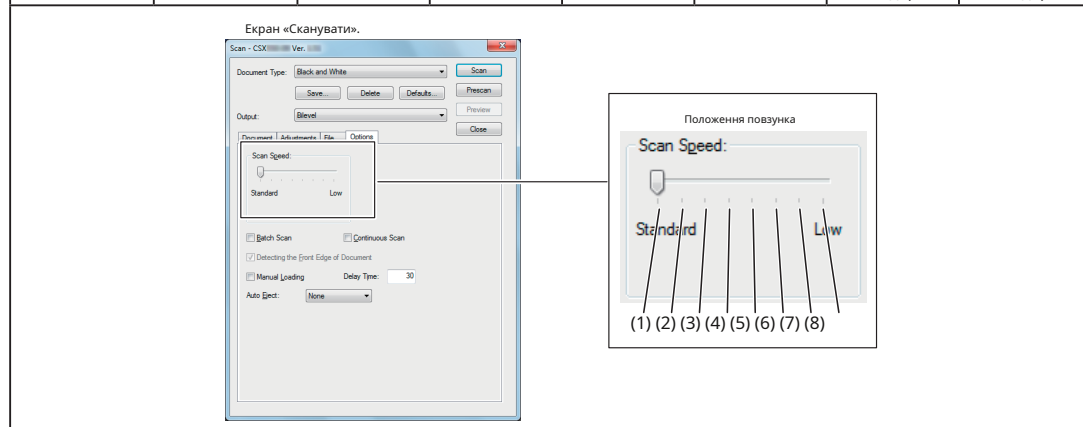 Екран «Сканувати».
Scan - CSX Ver.
Document Type: Black and White Scan
Save... Delete Defaults... Prescan
Output: Bilevel Preview
Close
Document Adjustments File Options
Scan Speed:
Standard Low
Batch Scan Continuous Scan
Detecting the Front Edge of Document
Manual Loading Delay Time: 30
Auto Eject: None
Положення повзунка
Scan Speed:
Standard Low
(1) (2) (3) (4) (5) (6) (7) (8)